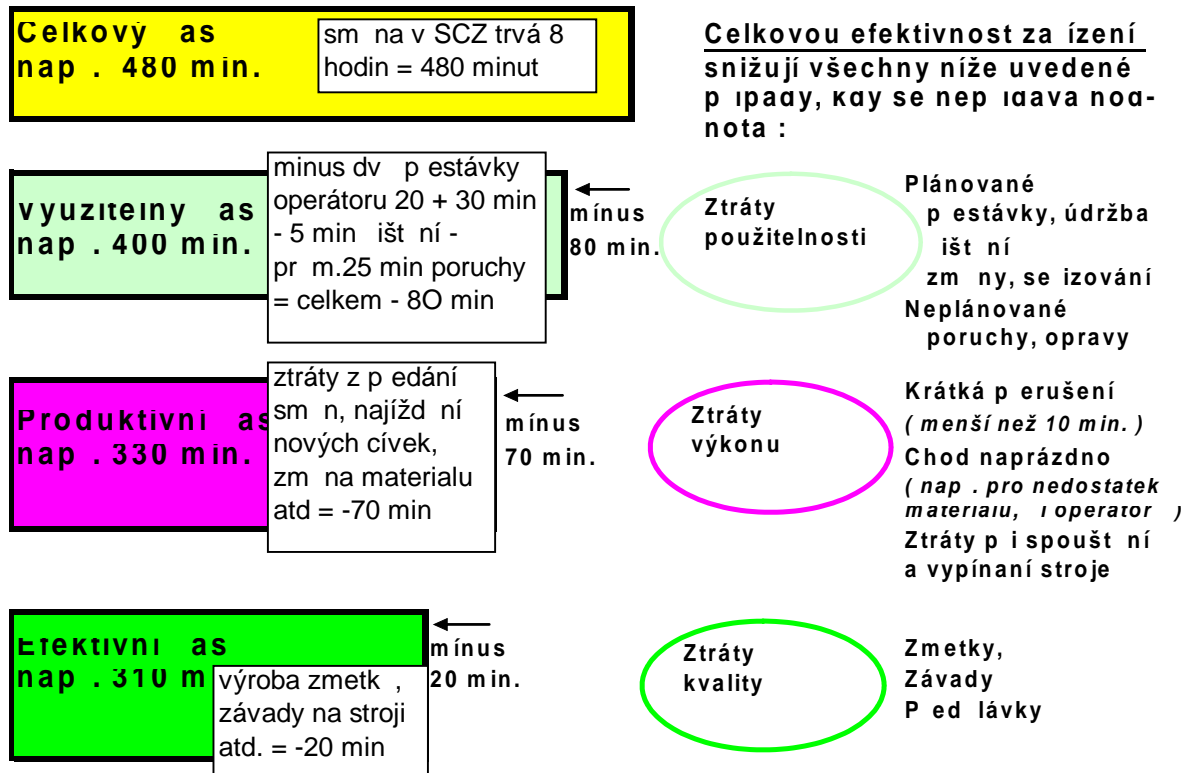 Celkový as
nap . 480 min.
sm na v SCZ trvá 8
hodin = 480 minut
Celkovou efektivnost za ízení
snižují všechny níže uvedené
p ípady, kdy se nep idává hod-
nota :
Využitelný as
nap . 400 min.
minus dv p estávky
operátoru 20 + 30 min
- 5 min išt ní -
pr m.25 min poruchy
= celkem - 8O min
mínus
80 min.
Ztráty
použitelnosti
Plánované
p estávky, údržba
išt ní
zm ny, se izování
Neplánované
poruchy, opravy
Produktivní as
nap . 330 min.
ztráty z p edání
sm n, najížd ní
nových cívek,
zm na materialu
atd = -70 min
mínus
70 min.
Ztráty
výkonu
Krátká p erušení
( menší než 10 min. )
Chod naprázdno
( nap . pro nedostatek
materiálu, i operátor )
Ztráty p i spoušt ní
a vypínaní stroje
Efektivní as
nap . 310 m
výroba zmetk ,
závady na stroji
atd. = -20 min
mínus
20 min.
Ztráty
kvality
Zmetky,
Závady
P ed lávky